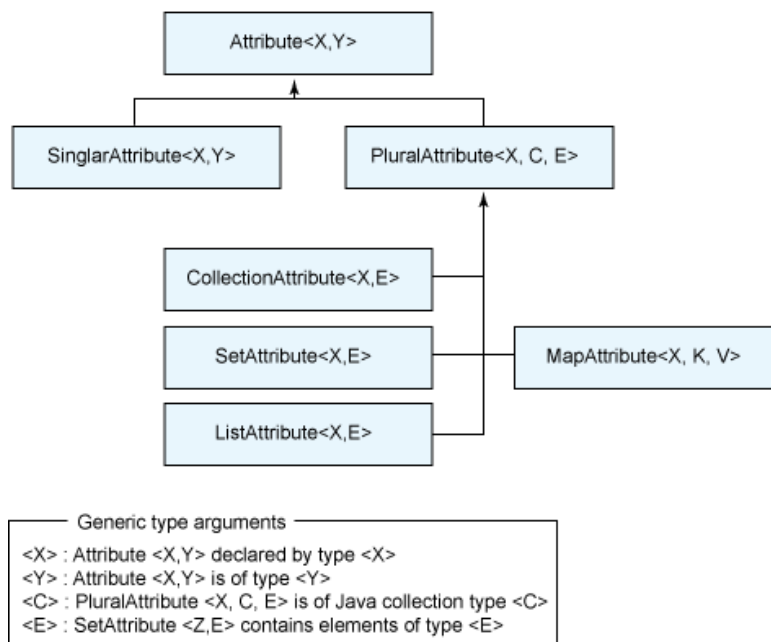 Attribute<X,Y>
SinglarAttribute<X,Y>
PluralAttribute<X, C, E>
CollectionAttribute<X,E>
SetAttribute<X,E>
MapAttribute<X, K, V>
ListAttribute<X,E>
Generic type arguments
<X> : Attribute <X,Y> declared by type <X>
<Y> : Attribute <X,Y> is of type <Y>
<C> : PluralAttribute <X, C, E> is of Java collection type <C>
<E> : SetAttribute <Z,E> contains elements of type <E>